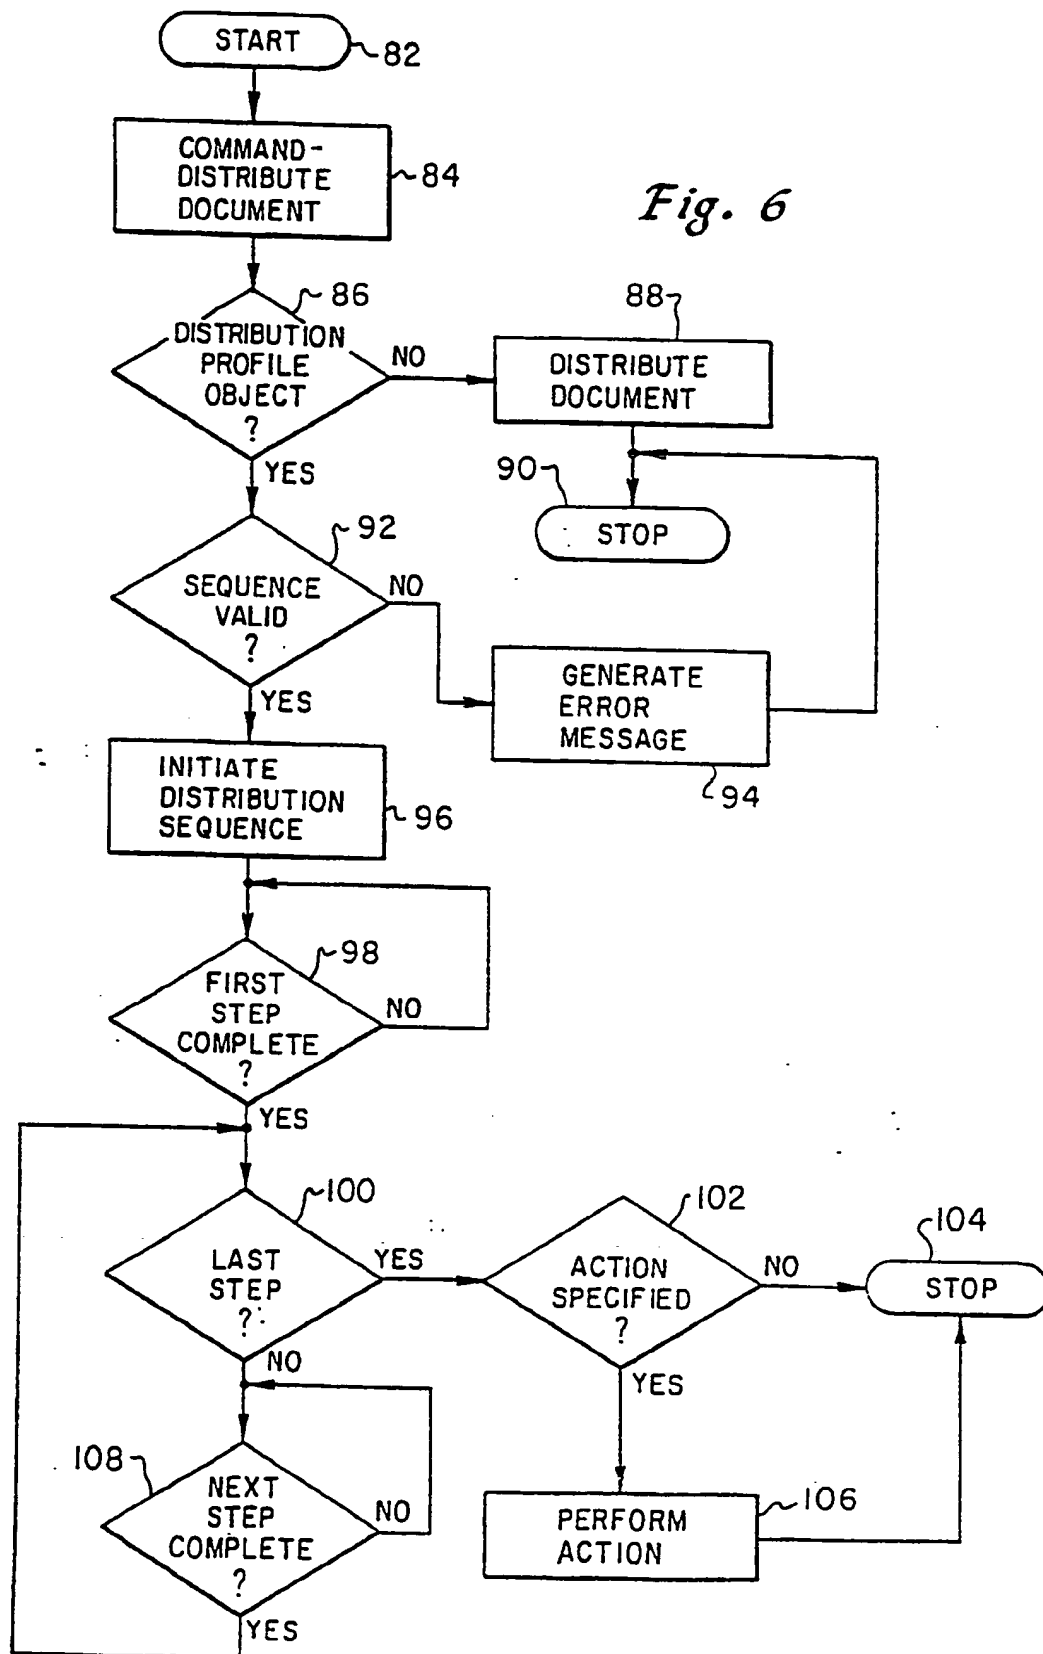 START
82
COMMAND-
DISTRIBUTE
DOCUMENT
84
Fig. 6
86
DISTRIBUTION
PROFILE
OBJECT
?
NO
YES
88
DISTRIBUTE
DOCUMENT
90
STOP
92
SEQUENCE
VALID
?
NO
YES
GENERATE
ERROR
MESSAGE
94
INITIATE
DISTRIBUTION
SEQUENCE
96
98
FIRST
STEP
COMPLETE
?
NO
YES
100
LAST
STEP
?
YES
NO
102
ACTION
SPECIFIED
?
NO
YES
104
STOP
108
NEXT
STEP
COMPLETE
?
NO
YES
PERFORM
ACTION
106